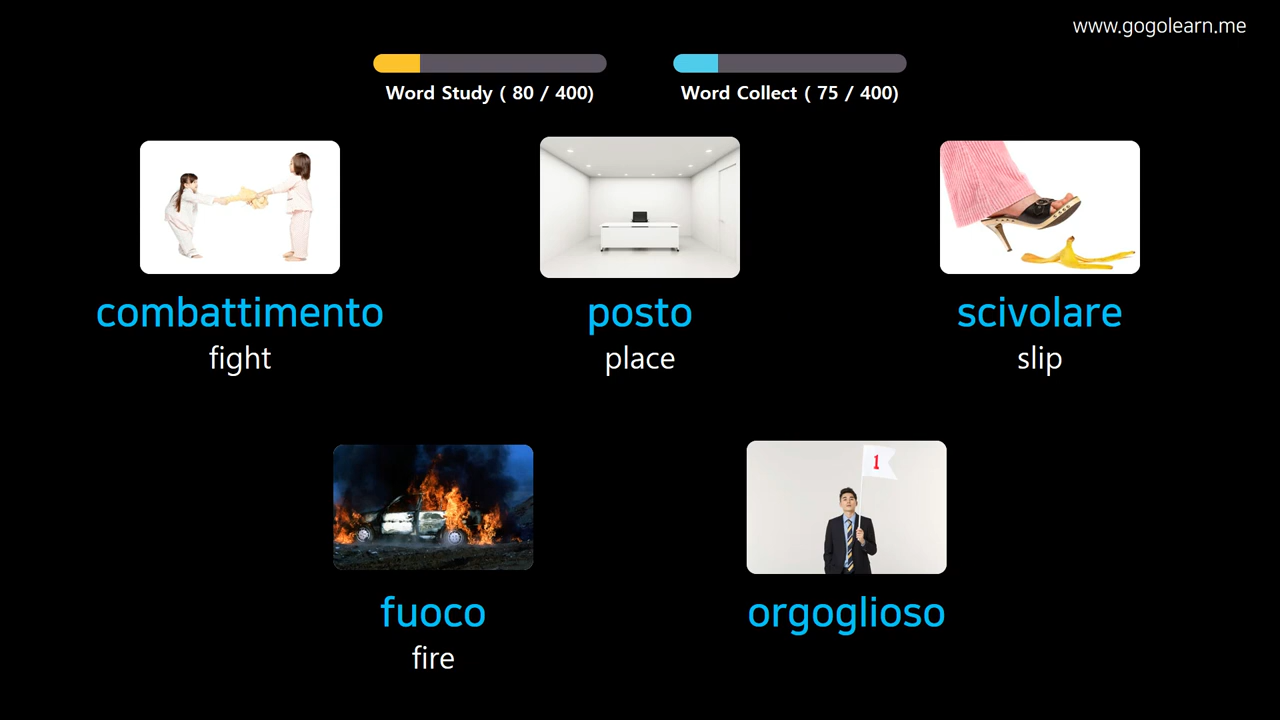 www.gogolearn.me
Word Study ( 80 / 400)
Word Collect ( 75 / 400)
combattimento
fight
posto
place
scivolare
slip
1
fuoco
fire
orgoglioso